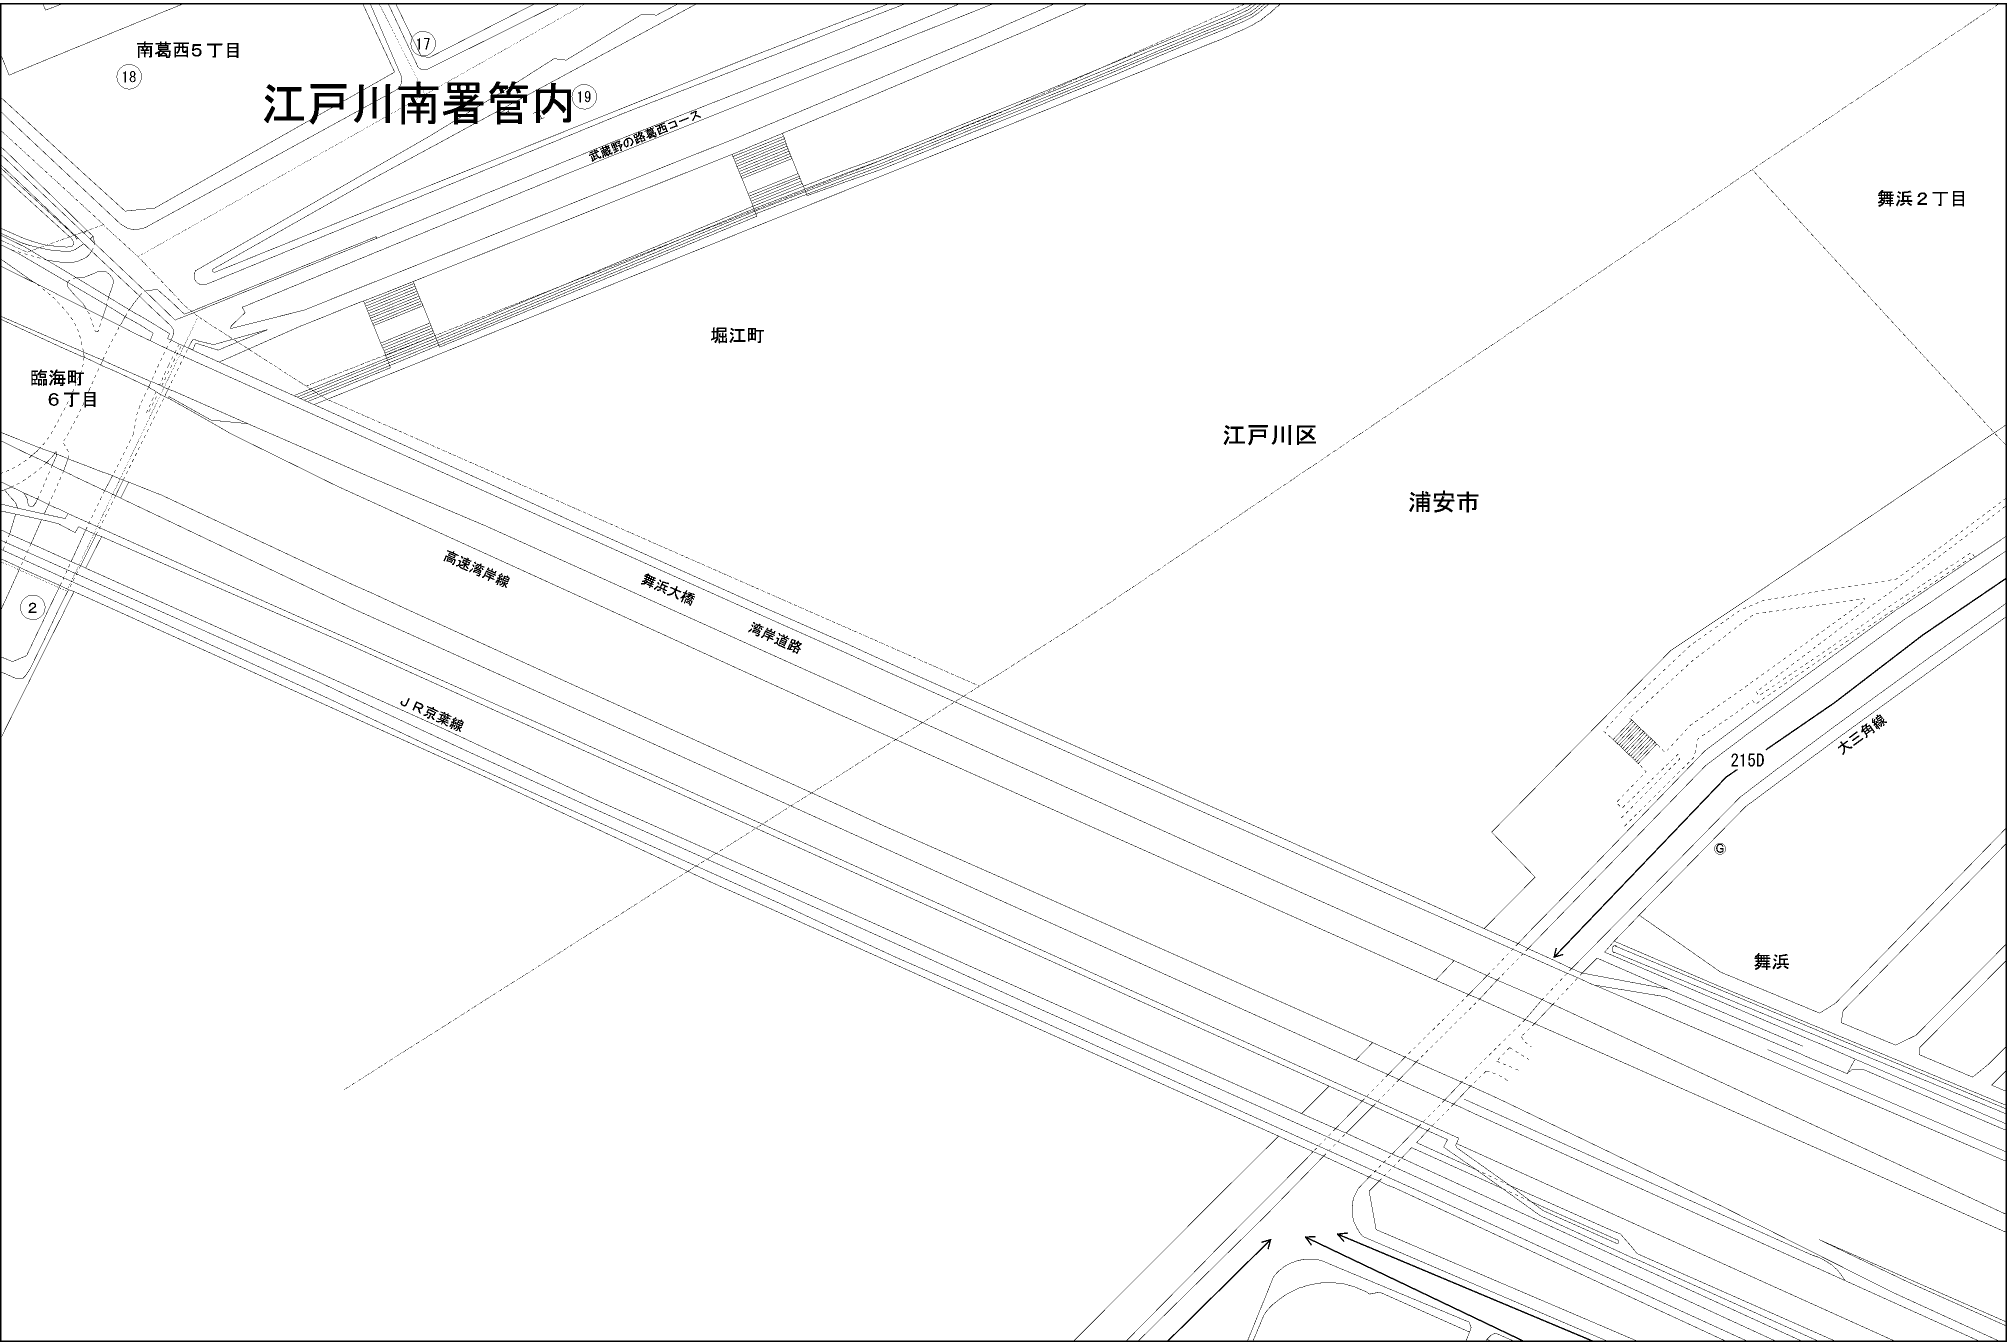 南葛西5丁目
17
18
江戸川南署管内
19
武蔵野の路葛西コース
舞浜2丁目
堀江町
臨海町
6丁目
江戸川区
浦安市
高速湾岸線
舞浜大橋
2
湾岸道路
JR京葉線
大三角線
215D
G
舞浜